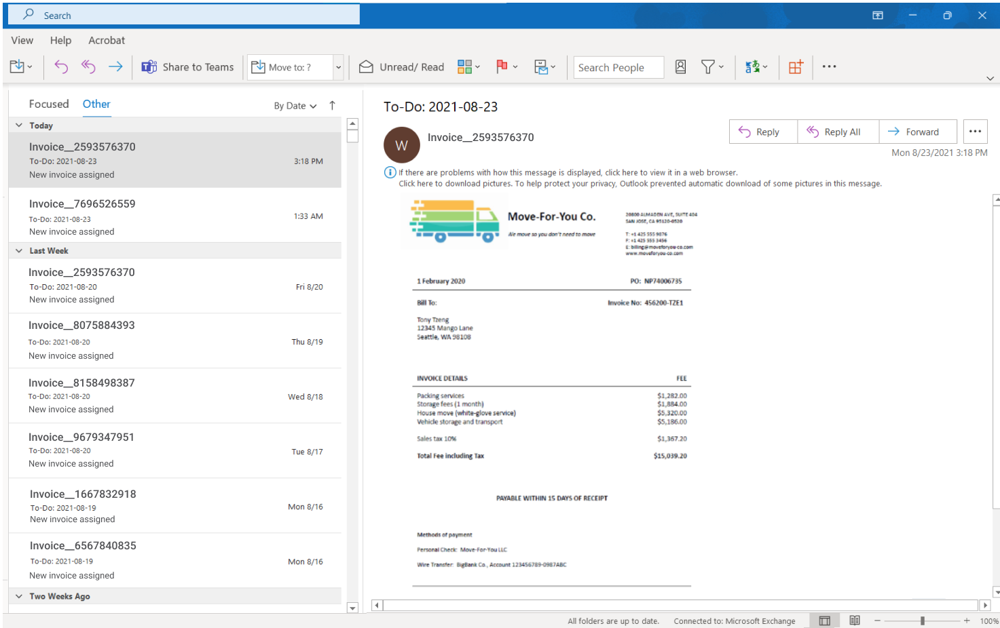 Search
View Help Acrobat
Share to Teams
Move to: ?
Unread/ Read
Search People
Focused Other By Date
Today
Invoice__2593576370
To-Do: 2021-08-23 3:18 PM
New invoice assigned
Invoice__7696526559
To-Do: 2021-08-23 1:33 AM
New invoice assigned
Last Week
Invoice__2593576370
To-Do: 2021-08-20 Fri 8/20
New invoice assigned
Invoice__8075884393
To-Do: 2021-08-20 Thu 8/19
New invoice assigned
Invoice__8158498387
To-Do: 2021-08-20 Wed 8/18
New invoice assigned
Invoice__9679347951
To-Do: 2021-08-20 Tue 8/17
New invoice assigned
Invoice__1667832918
To-Do: 2021-08-19 Mon 8/16
New invoice assigned
Invoice__6567840835
To-Do: 2021-08-19 Mon 8/16
New invoice assigned
Two Weeks Ago
To-Do: 2021-08-23
W
Invoice__2593576370
Reply Reply All Forward
Mon 8/23/2021 3:18 PM
If there are problems with how this message is displayed, click here to view it in a web browser.
Click here to download pictures. To help protect your privacy, Outlook prevented automatic download of some pictures in this message.
Move-For-You Co.
We move so you don't need to move
20800 ALMADEN AVE, SUITE 404
SAN JOSE, CA 95120-0520
T: +1 425 555 9076
F: +1 425 555 3456
E: billing@moveforyou-co.com
www.moveforyou-co.com
1 February 2020 PO: NP74006735
Bill To: Invoice No: 456200-TZE1
Tony Tzeng
12345 Mango Lane
Seattle, WA 98108
INVOICE DETAILS FEE
Packing services $1,282.00
Storage fees (1 month) $1,884.00
House move (white-glove service) $5,320.00
Vehicle storage and transport $5,186.00
Sales tax 10% $1,367.20
Total Fee including Tax $15,039.20
PAYABLE WITHIN 15 DAYS OF RECEIPT
Methods of payment
Personal Check: Move-For-You LLC
Wire Transfer: BigBank Co., Account 123456789-0987ABC
All folders are up to date. Connected to: Microsoft Exchange 100%